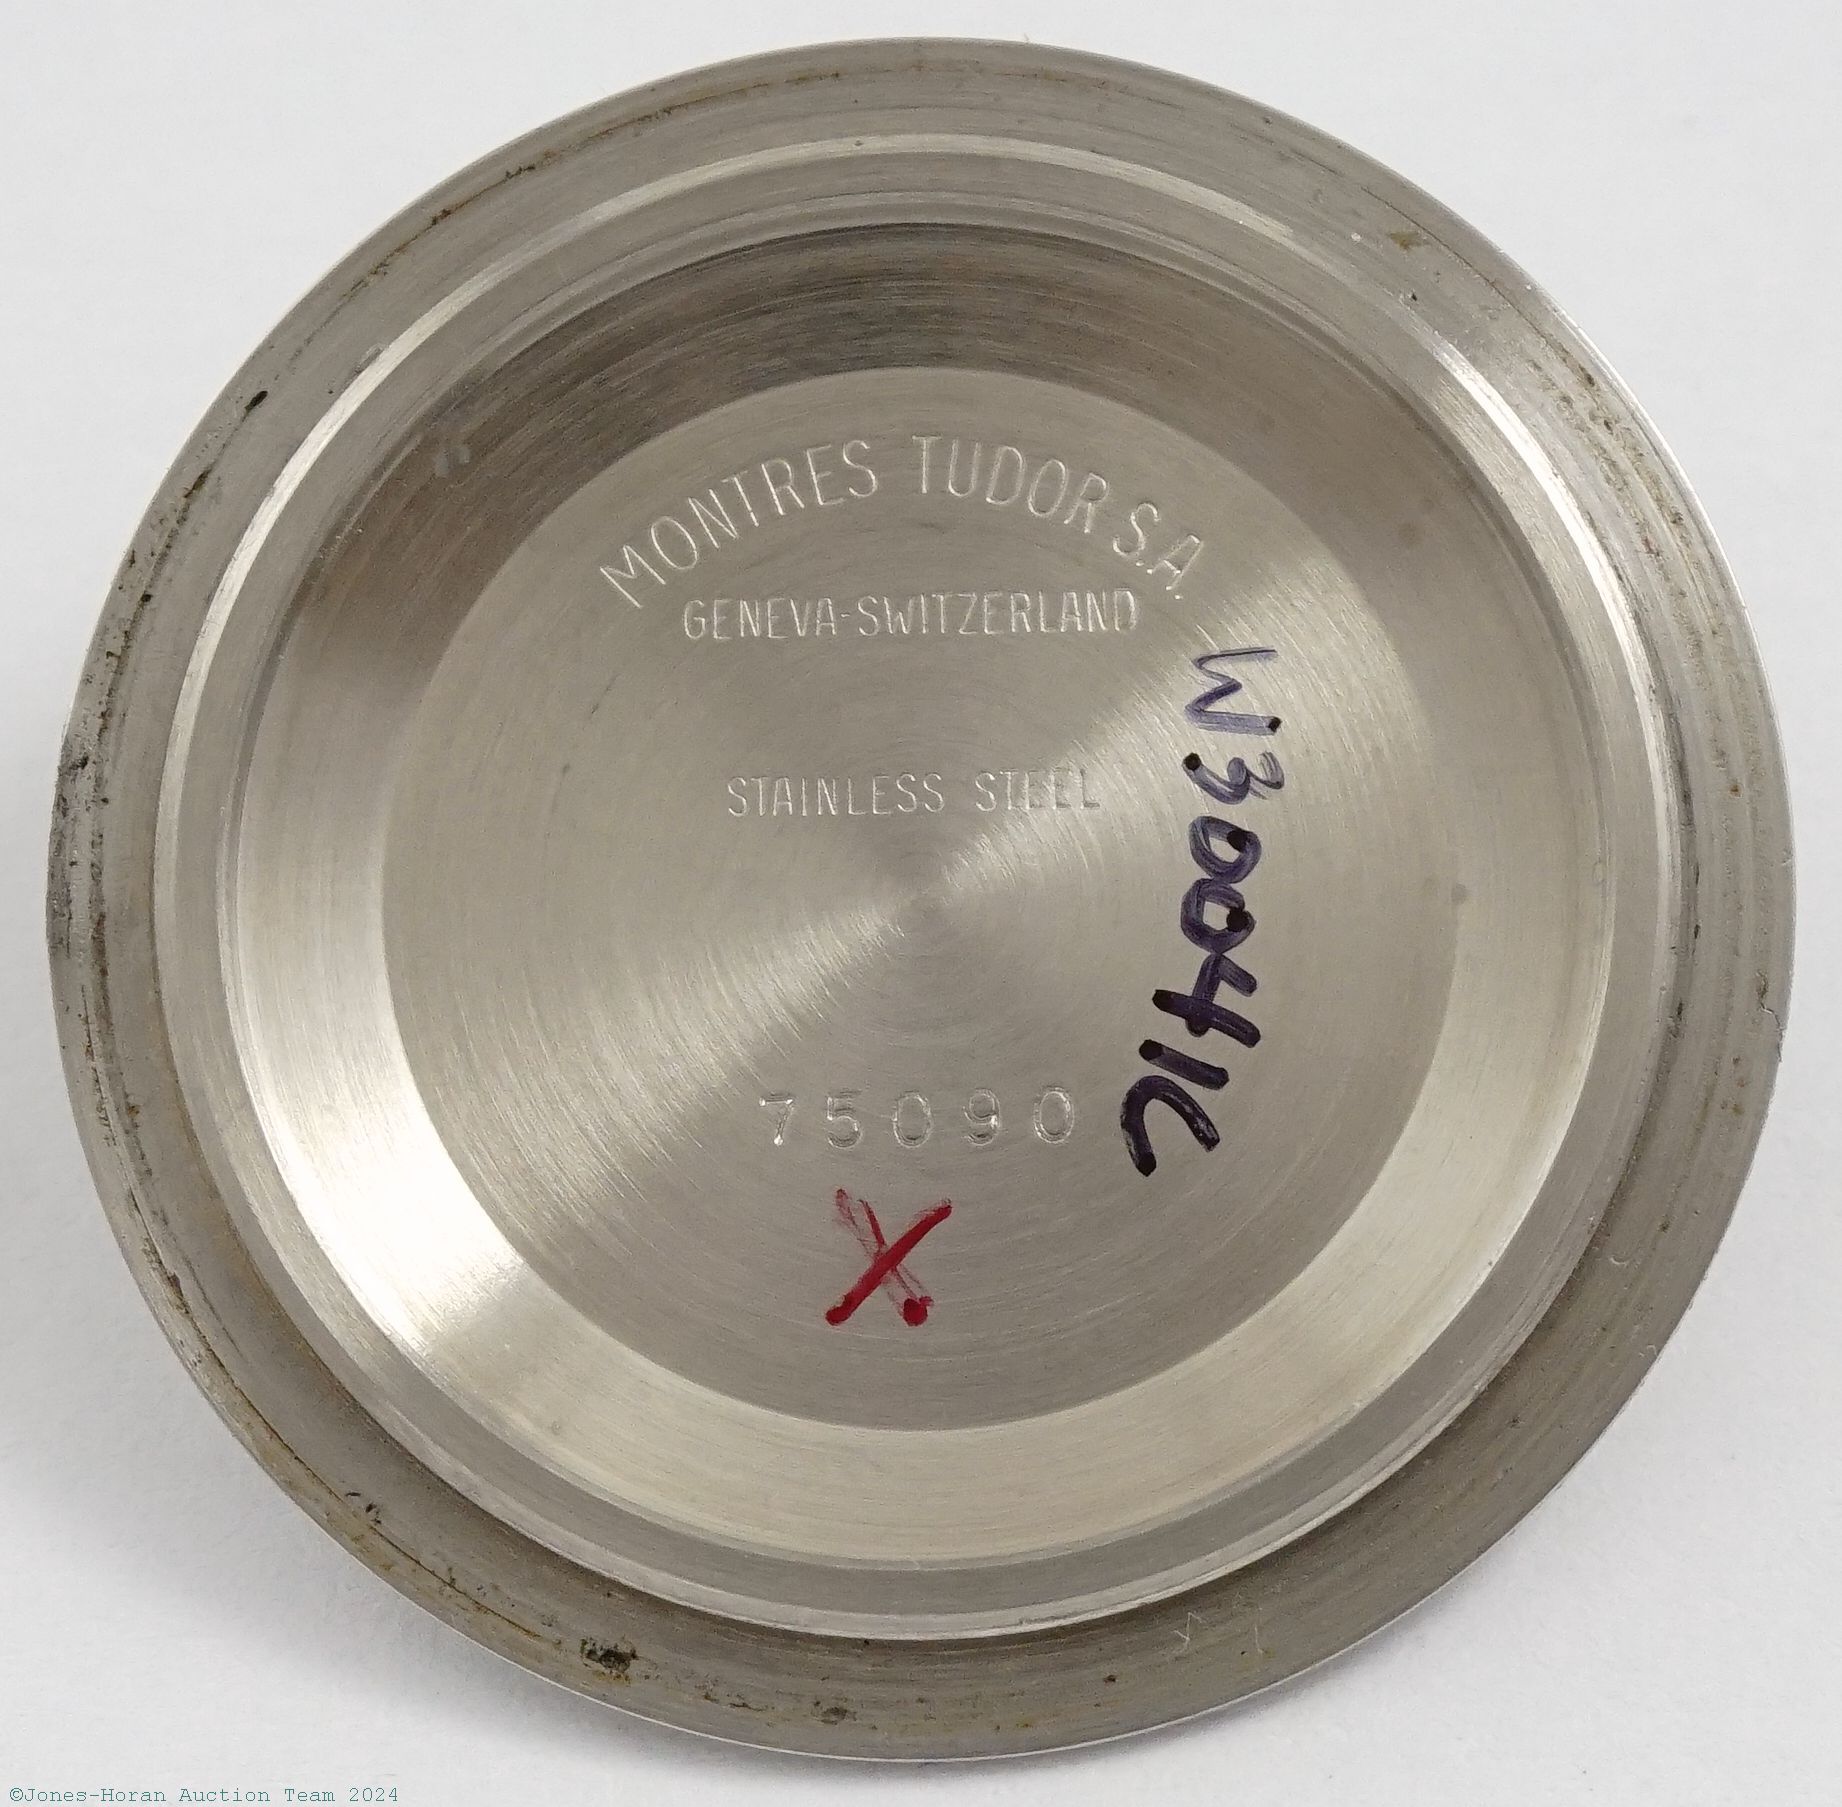 MONTRES TUDOR S.A.
GENEVA-SWITZERLAND
STAINLESS STEEL
W30041C
75090
X
©Jones-Horan Auction Team 2024